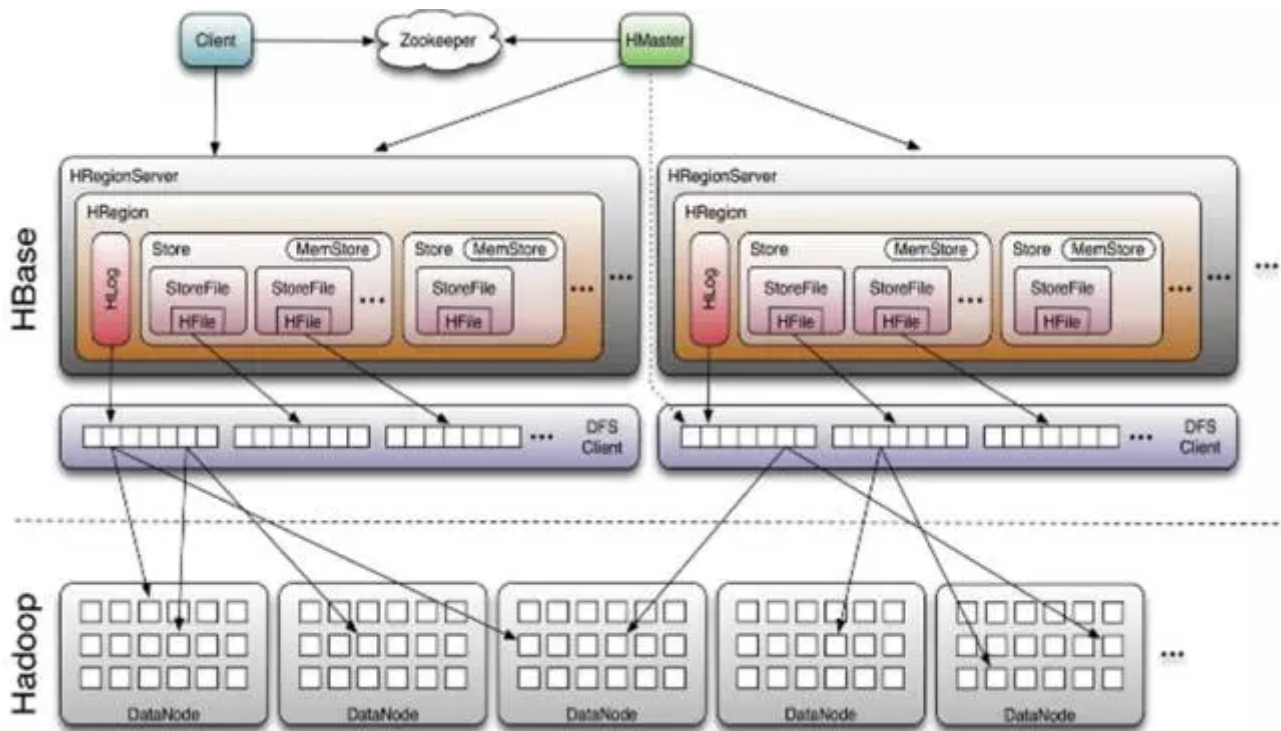 Client
Zookeeper
HMaster
HBase
HRegionServer
HRegion
HLog
Store
MemStore
StoreFile
HFile
StoreFile
HFile
...
Store
MemStore
StoreFile
HFile
...
...
HRegionServer
HRegion
HLog
Store
MemStore
StoreFile
HFile
StoreFile
HFile
...
Store
MemStore
StoreFile
HFile
...
...
...
...
DFS
Client
...
DFS
Client
Hadoop
DataNode
DataNode
DataNode
DataNode
DataNode
...